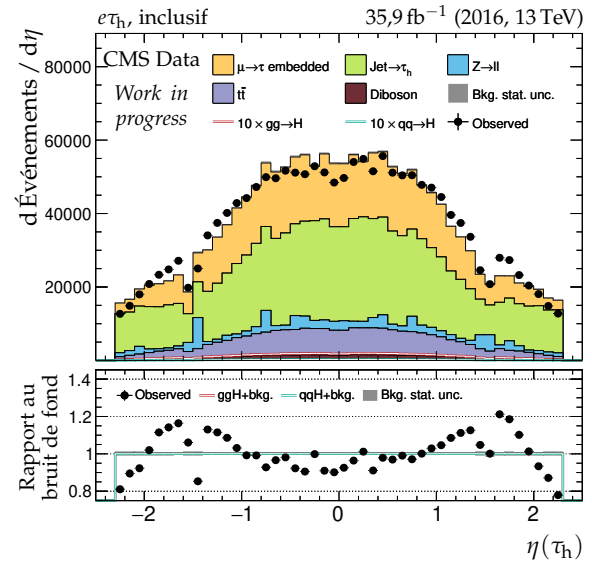 eτh, inclusif 35,9 fb−1 (2016, 13 TeV)
dÉvénements / dη
80000
60000
40000
20000
CMS Data
Work in
progress
μ→τ embedded Jet→τh Z→ll
tt̄ Diboson Bkg. stat. unc.
10 × gg→H 10 × qq→H Observed
Rapport au
bruit de fond
1.4
1.2
1
0.8
Observed ggH+bkg. qqH+bkg. Bkg. stat. unc.
−2 −1 0 1 2
η(τh)